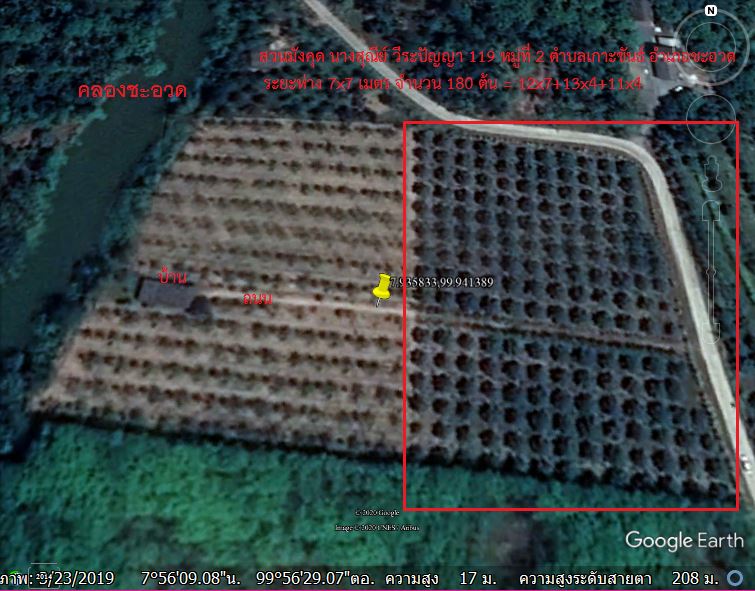 N
สวนมังคุด นางสุณีย์ วีระปัญญา 119 หมู่ที่ 2 ตำบลเกาะขันธ์ อำเภอชะอวด
ระยะห่าง 7x7 เมตร จำนวน 180 ต้น = 12x7+13x4+11x4
คลองชะอวด
บ้าน
ถนน
7.935833,99.941389
© 2020 Google
Image © 2020 CNES / Airbus
Google Earth
ภาพ: 3/23/2019 7°56'09.08"น. 99°56'29.07"ตอ. ความสูง 17 ม. ความสูงระดับสายตา 208 ม.